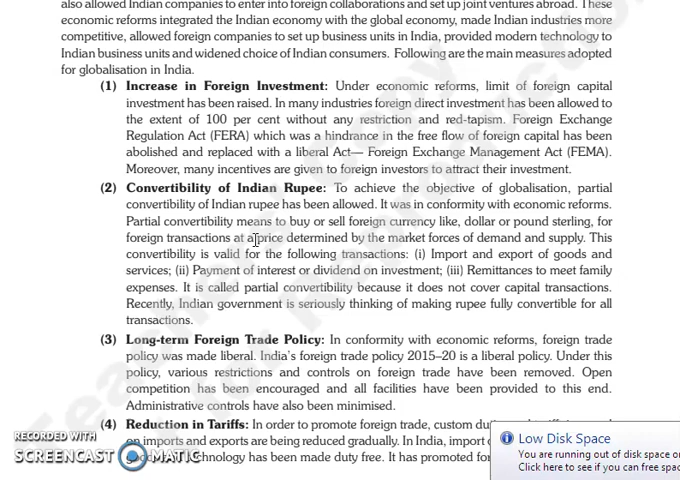 also allowed Indian companies to enter into foreign collaborations and set up joint ventures abroad. These
economic reforms integrated the Indian economy with the global economy, made Indian industries more
competitive, allowed foreign companies to set up business units in India, provided modern technology to
Indian business units and widened choice of Indian consumers. Following are the main measures adopted
for globalisation in India.
(1) Increase in Foreign Investment: Under economic reforms, limit of foreign capital
investment has been raised. In many industries foreign direct investment has been allowed to
the extent of 100 per cent without any restriction and red-tapism. Foreign Exchange
Regulation Act (FERA) which was a hindrance in the free flow of foreign capital has been
abolished and replaced with a liberal Act— Foreign Exchange Management Act (FEMA).
Moreover, many incentives are given to foreign investors to attract their investment.
(2) Convertibility of Indian Rupee: To achieve the objective of globalisation, partial
convertibility of Indian rupee has been allowed. It was in conformity with economic reforms.
Partial convertibility means to buy or sell foreign currency like, dollar or pound sterling, for
foreign transactions at a price determined by the market forces of demand and supply. This
convertibility is valid for the following transactions: (i) Import and export of goods and
services; (ii) Payment of interest or dividend on investment; (iii) Remittances to meet family
expenses. It is called partial convertibility because it does not cover capital transactions.
Recently, Indian government is seriously thinking of making rupee fully convertible for all
transactions.
(3) Long-term Foreign Trade Policy: In conformity with economic reforms, foreign trade
policy was made liberal. India's foreign trade policy 2015–20 is a liberal policy. Under this
policy, various restrictions and controls on foreign trade have been removed. Open
competition has been encouraged and all facilities have been provided to this end.
Administrative controls have also been minimised.
(4) Reduction in Tariffs: In order to promote foreign trade, custom
on imports and exports are being reduced gradually. In India, import
technology has been made duty free. It has promoted
RECORDED WITH
SCREENCAST MATIC
Low Disk Space
You are running out of disk space
Click here to see if you can free